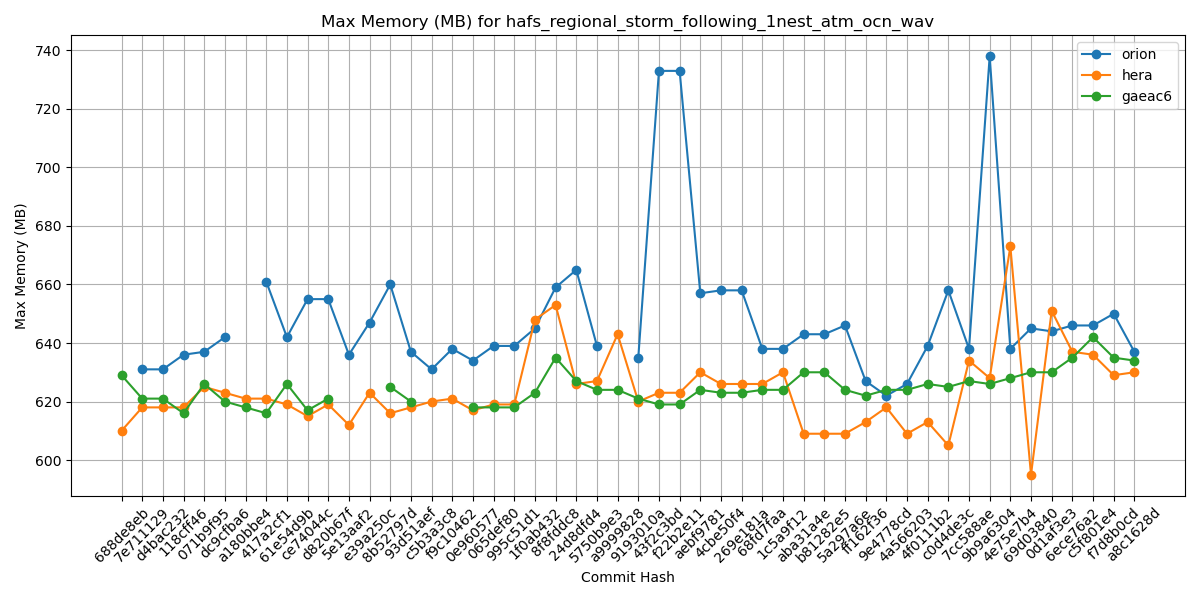 Max Memory (MB) for hafs_regional_storm_following_1nest_atm_ocn_wav
orion
hera
gaeac6
Max Memory (MB)
740
720
700
680
660
640
620
600
688de8eb
7e711129
d4bac232
118cff46
071b9f95
dc9cfba6
a180bbe4
417a2cf1
61e54d9b
ce74044c
d820b67f
5e13aaf2
e39a250c
8b52797d
93d51aef
c5b3a3c8
f9c10462
0e960577
065def80
995c51d1
1f0ab432
8f8fdfc8
24d8dfd4
5750b9e3
a9999828
9193010a
43f253bd
f22b2e11
aebf9781
4cbe50f4
269e181a
68fd7faa
1c5a9f12
aba31a4e
b81282e5
5a297a6e
ff162f36
9e4778cd
4a566203
4f011b2
c0d4de3c
7cc588ae
9b9a6304
4e75e7b4
69d03840
0d1af3e3
6ece76a2
c5f801e4
f7d8b0cd
a8c1628d
Commit Hash